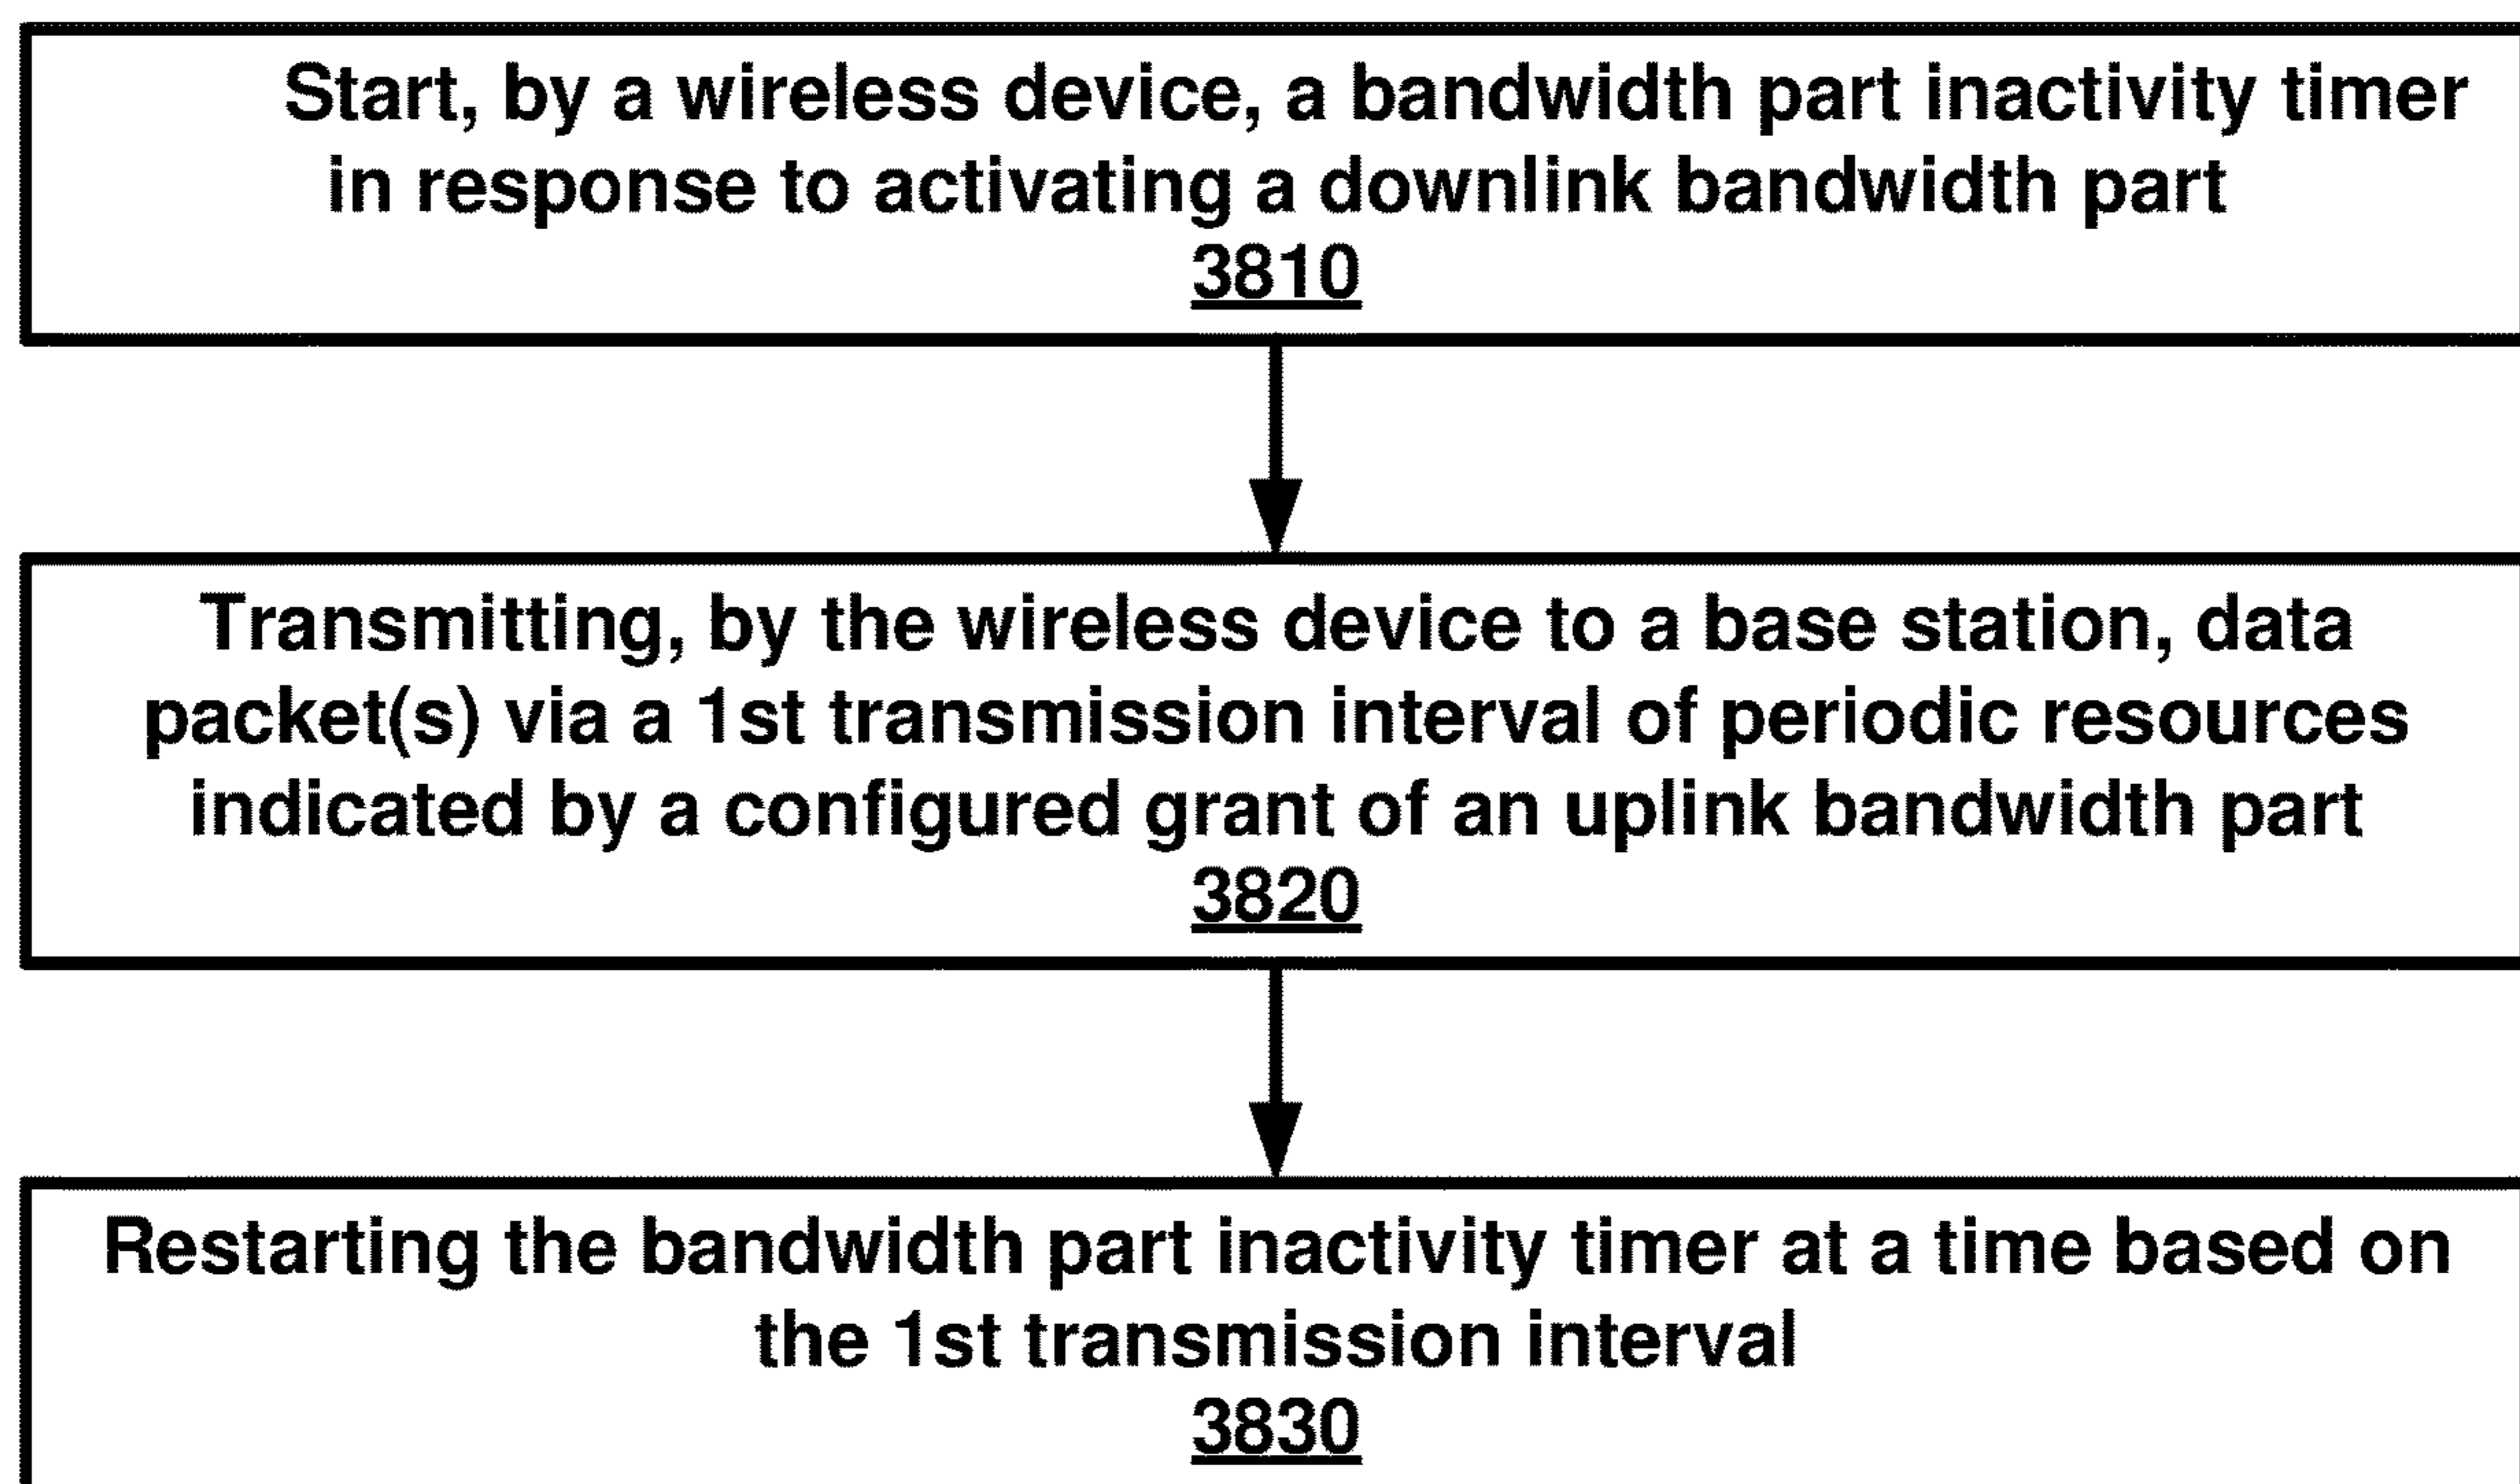 Start, by a wireless device, a bandwidth part inactivity timer
in response to activating a downlink bandwidth part
3810
Transmitting, by the wireless device to a base station, data
packet(s) via a 1st transmission interval of periodic resources
indicated by a configured grant of an uplink bandwidth part
3820
Restarting the bandwidth part inactivity timer at a time based on
the 1st transmission interval
3830